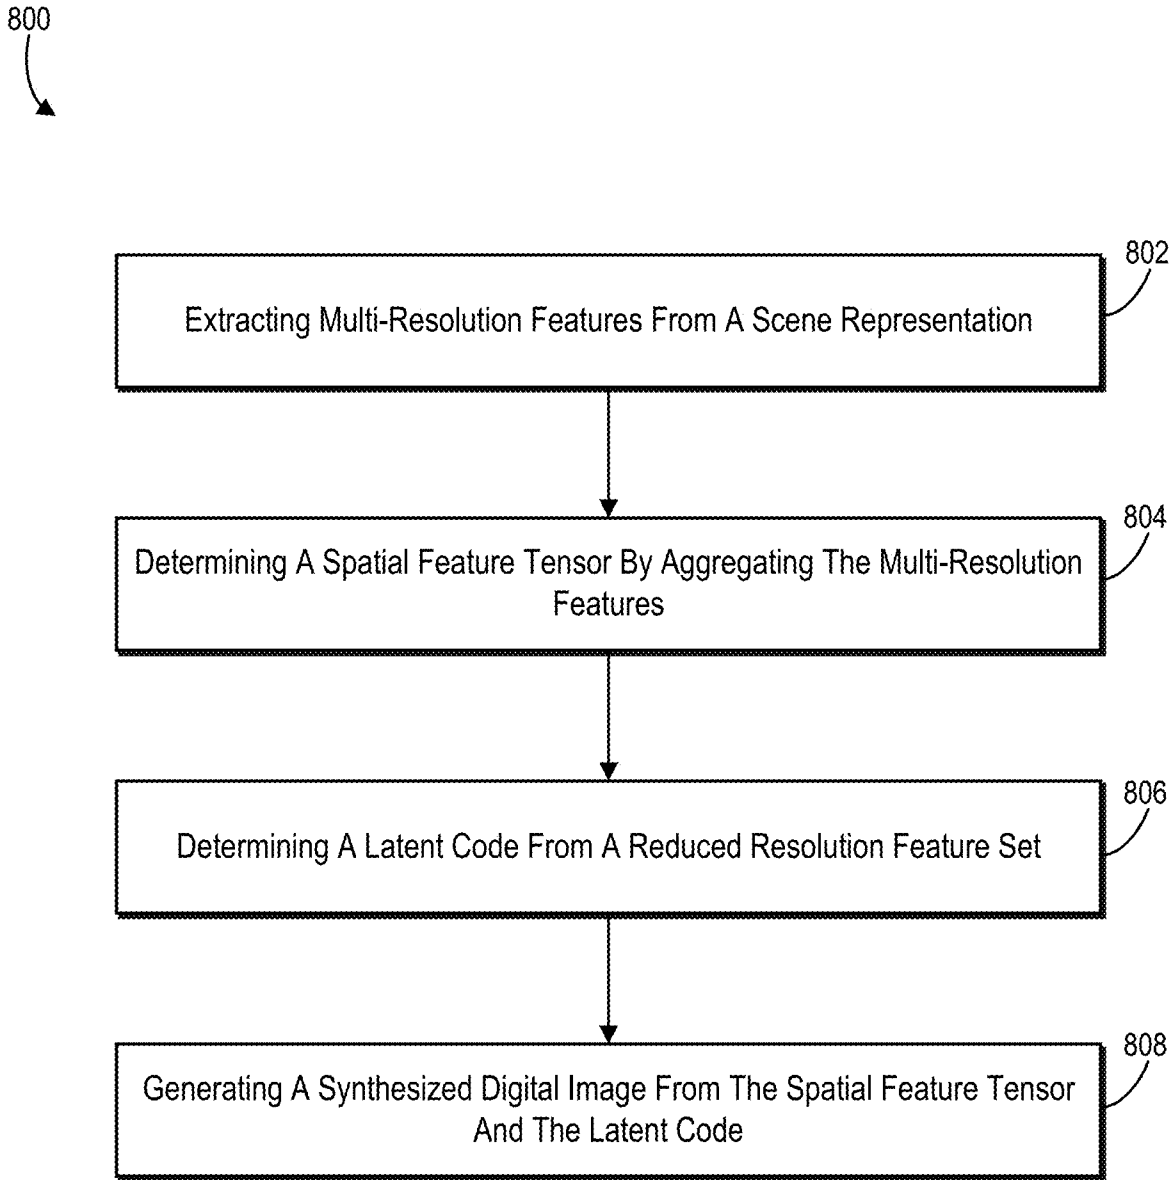 800
802
Extracting Multi-Resolution Features From A Scene Representation
804
Determining A Spatial Feature Tensor By Aggregating The Multi-Resolution
Features
806
Determining A Latent Code From A Reduced Resolution Feature Set
808
Generating A Synthesized Digital Image From The Spatial Feature Tensor
And The Latent Code